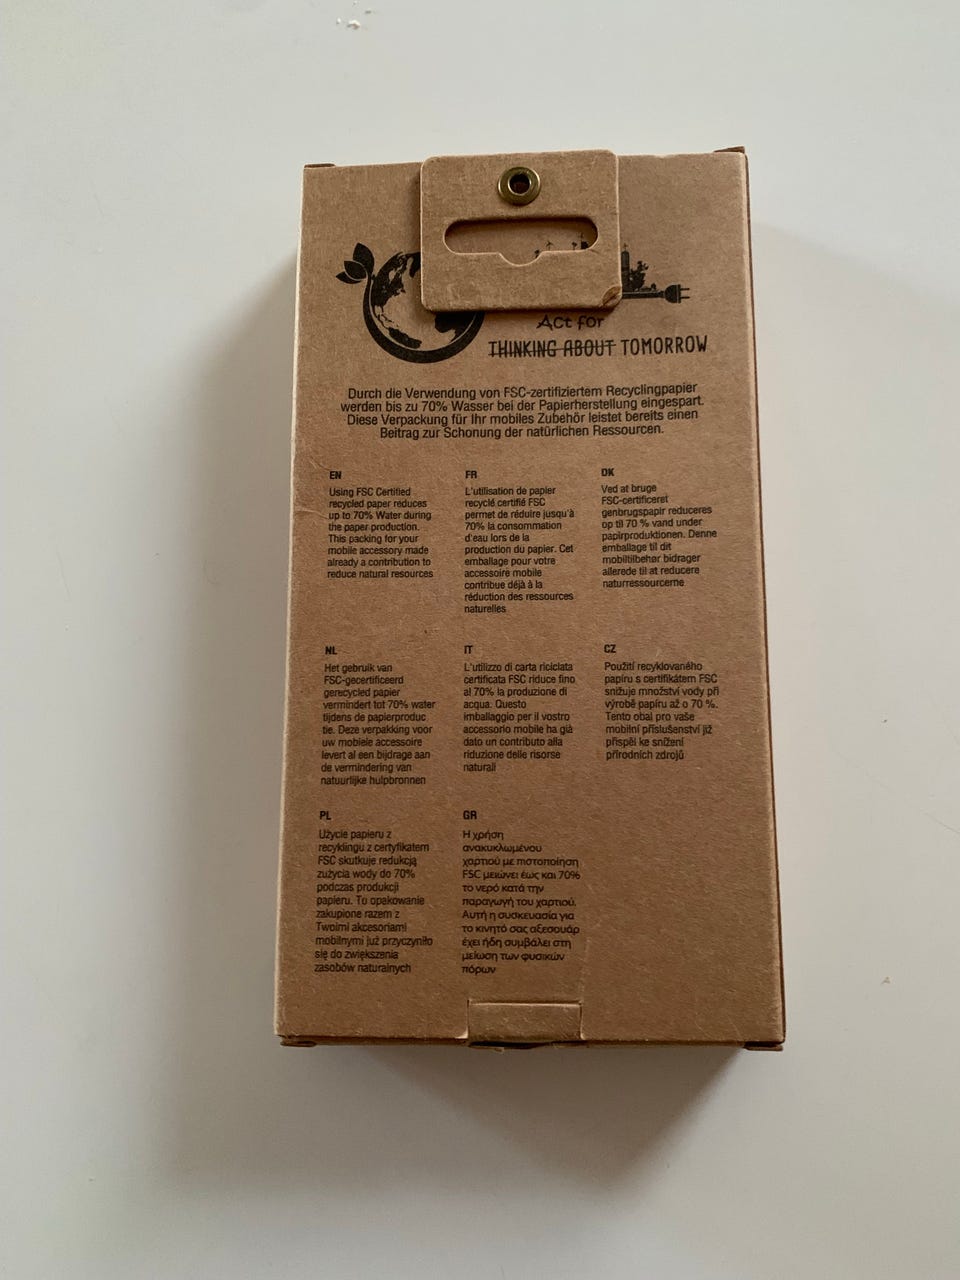 Act for
THINKING ABOUT TOMORROW
Durch die Verwendung von FSC-zertifiziertem Recyclingpapier
werden bis zu 70% Wasser bei der Papierherstellung eingespart.
Diese Verpackung für Ihr mobiles Zubehör leistet bereits einen
Beitrag zur Schonung der natürlichen Ressourcen.
EN
Using FSC Certified
recycled paper reduces
up to 70% Water during
the paper production.
This packing for your
mobile accessory made
already a contribution to
reduce natural resources
FR
L'utilisation de papier
recyclé certifié FSC
permet de réduire jusqu'à
70% la consommation
d'eau lors de la
production du papier. Cet
emballage pour votre
accessoire mobile
contribue déjà à la
réduction des ressources
naturelles
DK
Ved at bruge
FSC-certificeret
genbrugspapir reduceres
op til 70 % vand under
papirproduktionen. Denne
emballage til dit
mobiltilbehør bidrager
allerede til at reducere
naturressourcerne
NL
Het gebruik van
FSC-gecertificeerd
gerecycled papier
vermindert tot 70% water
tijdens de papierproduc
tie. Deze verpakking voor
uw mobiele accessoire
levert al een bijdrage aan
de vermindering van
natuurlijke hulpbronnen
IT
L'utilizzo di carta riciclata
certificata FSC riduce fino
al 70% la produzione di
acqua. Questo
imballaggio per il vostro
accessorio mobile ha già
dato un contributo alla
riduzione delle risorse
naturali
CZ
Použití recyklovaného
papíru s certifikátem FSC
snižuje množství vody při
výrobě papíru až o 70 %.
Tento obal pro vaše
mobilní příslušenství již
přispěl ke snížení
přírodních zdrojů
PL
Użycie papieru z
recyklingu z certyfikatem
FSC skutkuje redukcją
zużycia wody do 70%
podczas produkcji
papieru. To opakowanie
zakupione razem z
Twoimi akcesoriami
mobilnymi już przyczyniło
się do zwiększenia
zasobów naturalnych
GR
Η χρήση
ανακυκλωμένου
χαρτιού με πιστοποίηση
FSC μειώνει έως και 70%
το νερό κατά την
παραγωγή του χαρτιού.
Αυτή η συσκευασία για
το κινητό σας αξεσουάρ
έχει ήδη συμβάλει στη
μείωση των φυσικών
πόρων